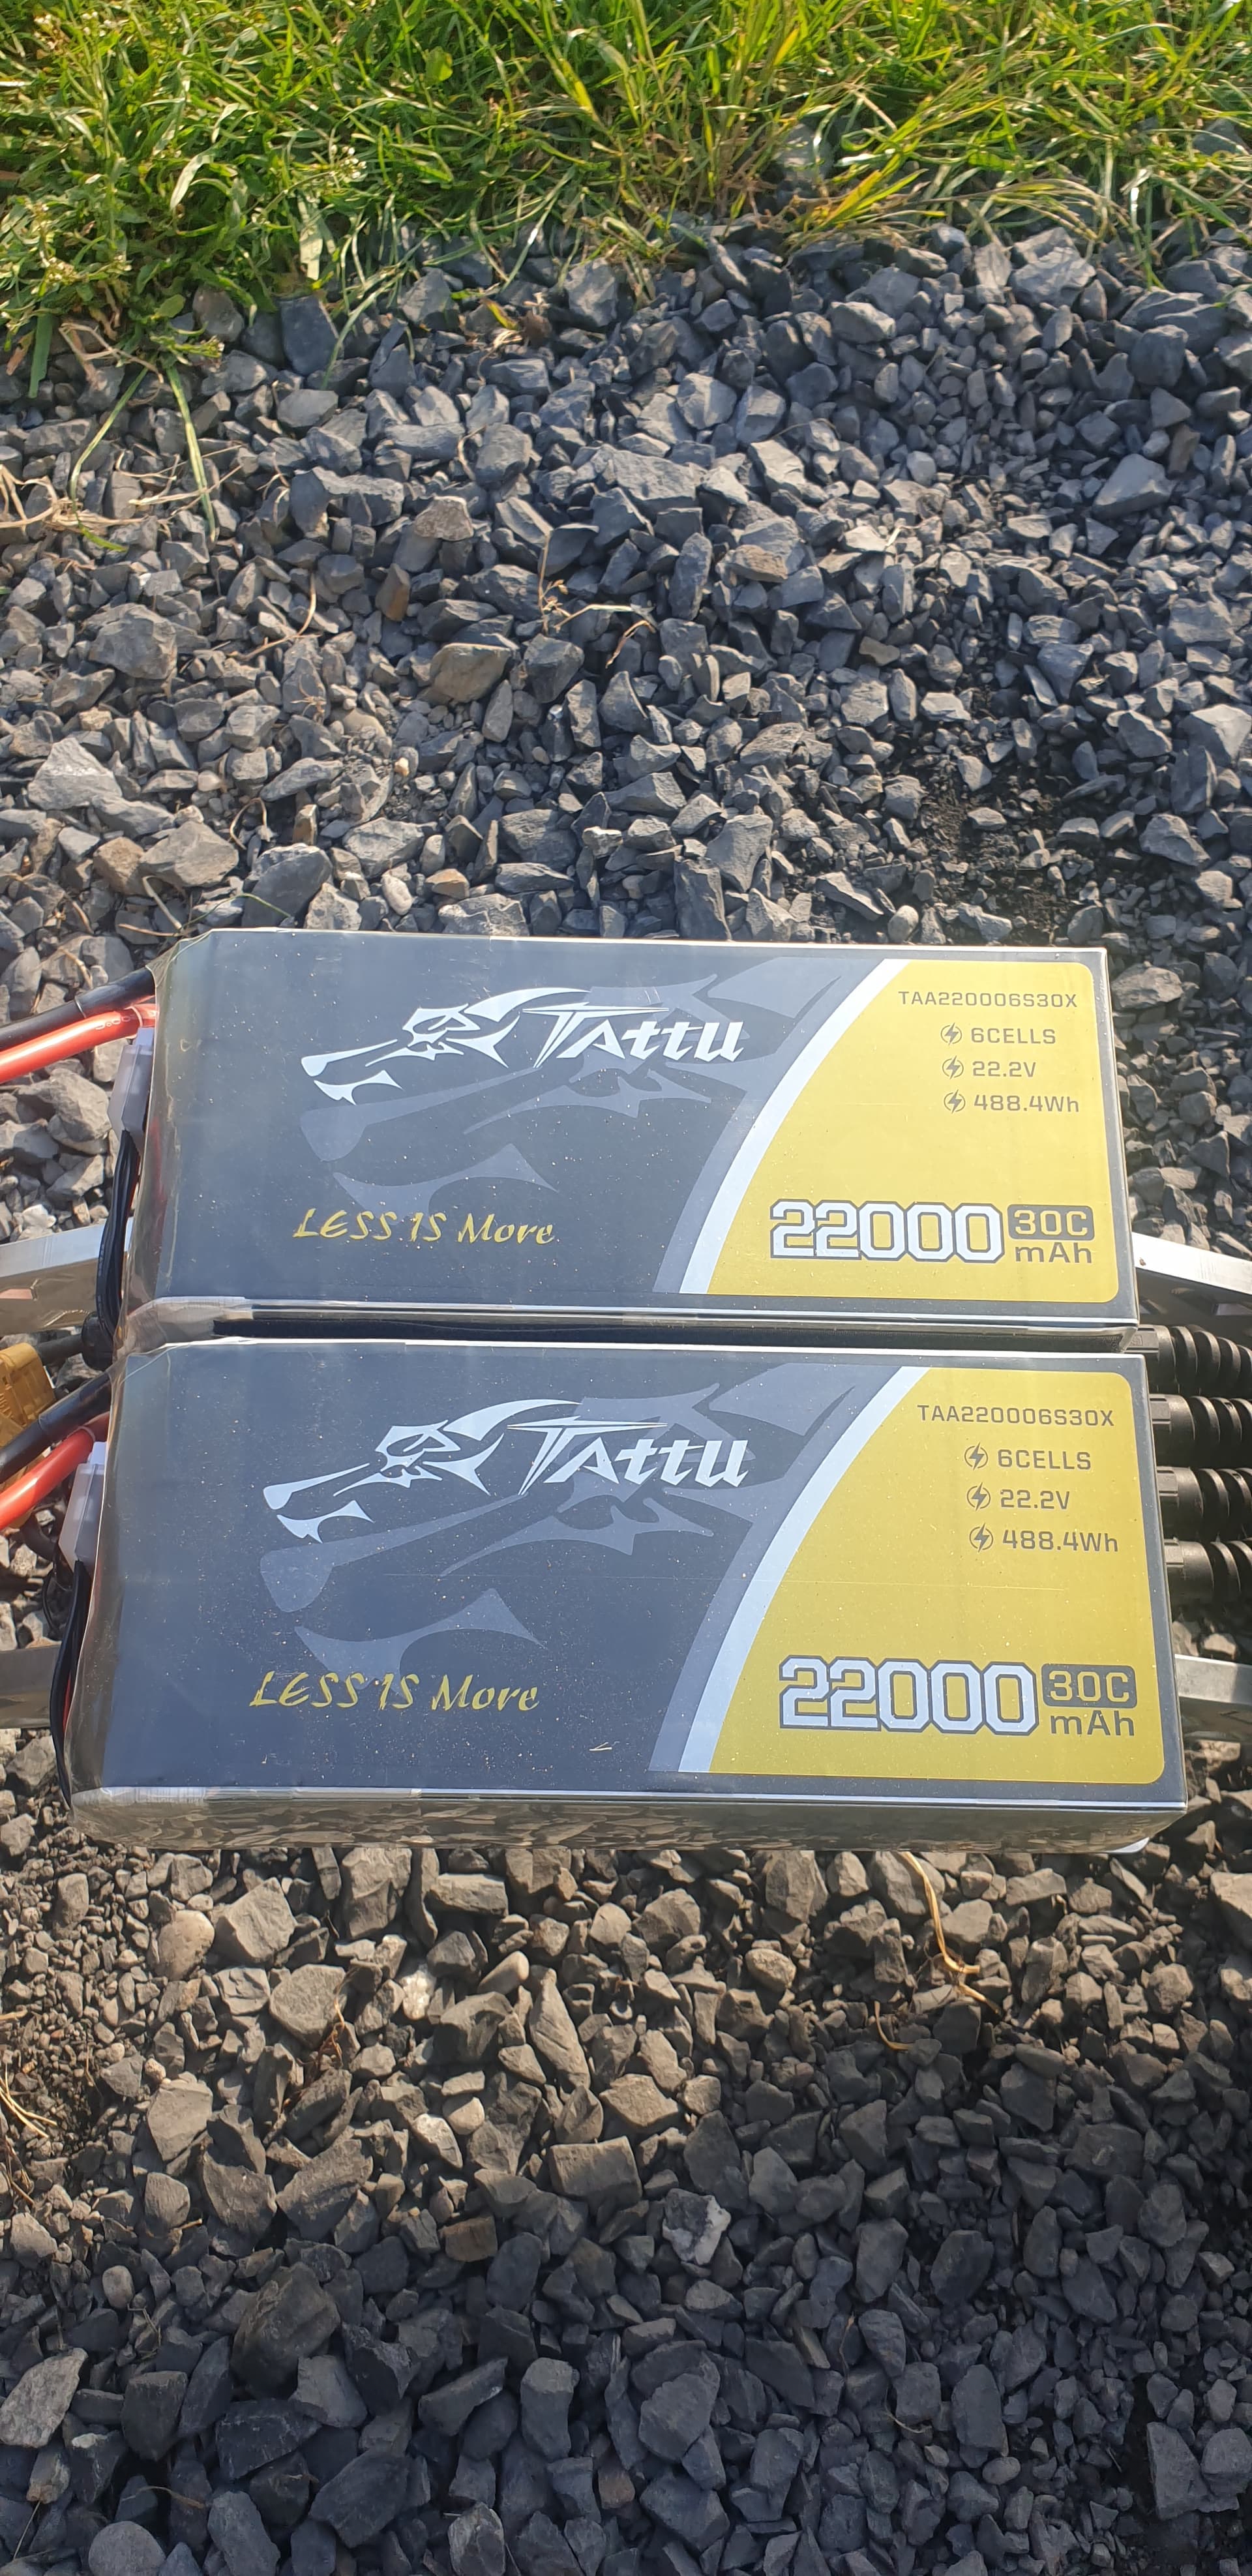 TATTU
TAA220006S30X
6CELLS
22.2V
488.4Wh
LESS IS More
22000 30C
mAh
TATTU
TAA220006S30X
6CELLS
22.2V
488.4Wh
LESS IS More
22000 30C
mAh